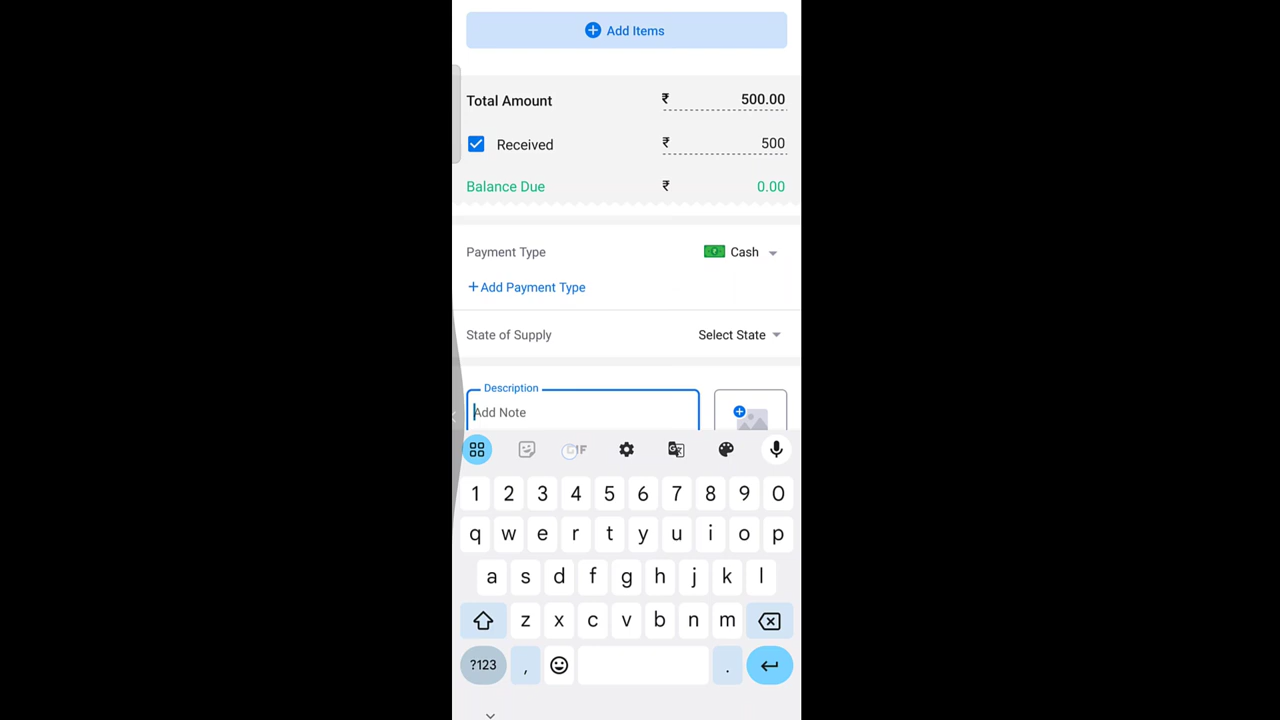 Add Items
Total Amount ₹ 500.00
Received ₹ 500
Balance Due ₹ 0.00
Payment Type Cash
+Add Payment Type
State of Supply Select State
Description
Add Note
GIF
1 2 3 4 5 6 7 8 9 0
q w e r t y u i o p
a s d f g h j k l
z x c v b n m
?123 , .